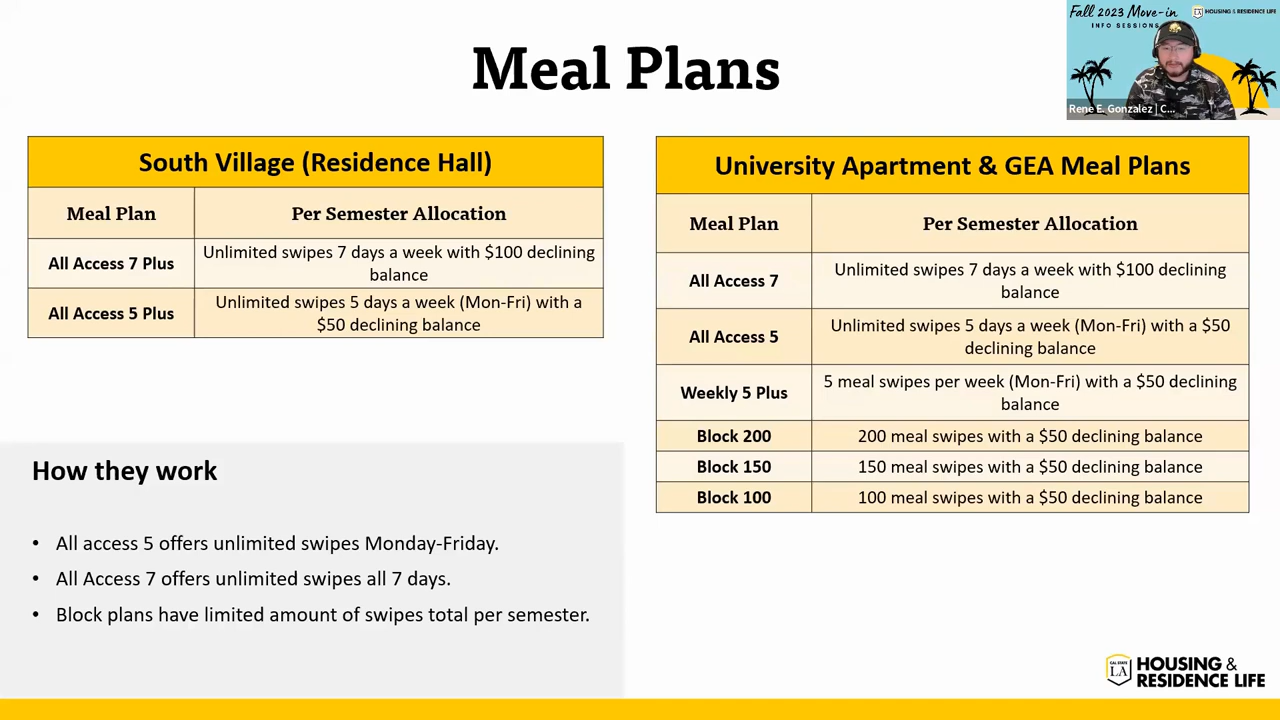 Meal Plans
Fall 2023 Move-in
INFO SESSIONS
HOUSING & RESIDENCE LIFE
Rene E. Gonzalez | C...
South Village (Residence Hall)
Meal Plan
Per Semester Allocation
All Access 7 Plus
Unlimited swipes 7 days a week with $100 declining
balance
All Access 5 Plus
Unlimited swipes 5 days a week (Mon-Fri) with a
$50 declining balance
University Apartment & GEA Meal Plans
Meal Plan
Per Semester Allocation
All Access 7
Unlimited swipes 7 days a week with $100 declining
balance
All Access 5
Unlimited swipes 5 days a week (Mon-Fri) with a $50
declining balance
Weekly 5 Plus
5 meal swipes per week (Mon-Fri) with a $50 declining
balance
Block 200
200 meal swipes with a $50 declining balance
Block 150
150 meal swipes with a $50 declining balance
Block 100
100 meal swipes with a $50 declining balance
How they work
• All access 5 offers unlimited swipes Monday-Friday.
• All Access 7 offers unlimited swipes all 7 days.
• Block plans have limited amount of swipes total per semester.
CAL STATE
LA
HOUSING &
RESIDENCE LIFE